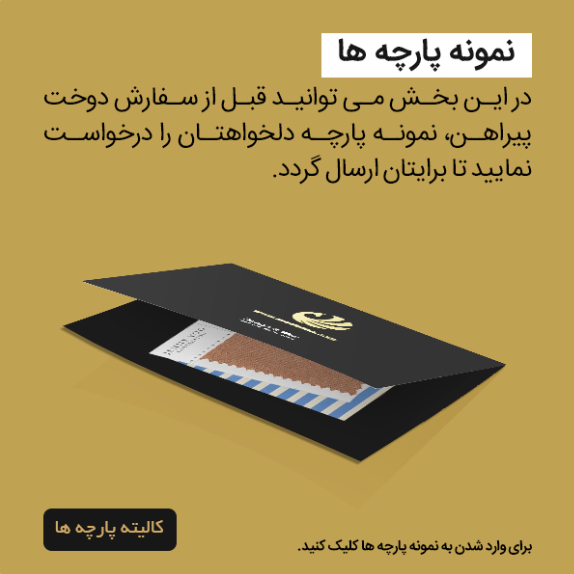 نمونه پارچه ها
در این بخش می توانید قبل از سفارش دوخت
پیراهن، نمونه پارچه دلخواهتان را درخواست
نمایید تا برایتان ارسال گردد.
کالیته پارچه ها
برای وارد شدن به نمونه پارچه ها کلیک کنید.